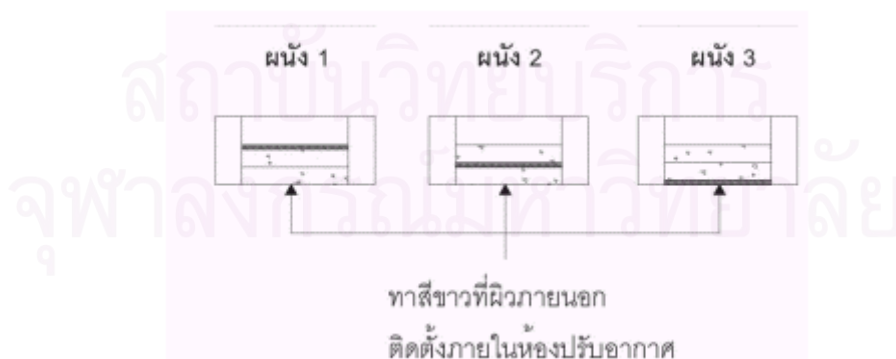 ผนัง 1 ผนัง 2 ผนัง 3
สถาบันวิทยบริการ
จุฬาลงกรณ์มหาวิทยาลัย
ทาสีขาวที่ผิวภายนอก
ติดตั้งภายในห้องปรับอากาศ